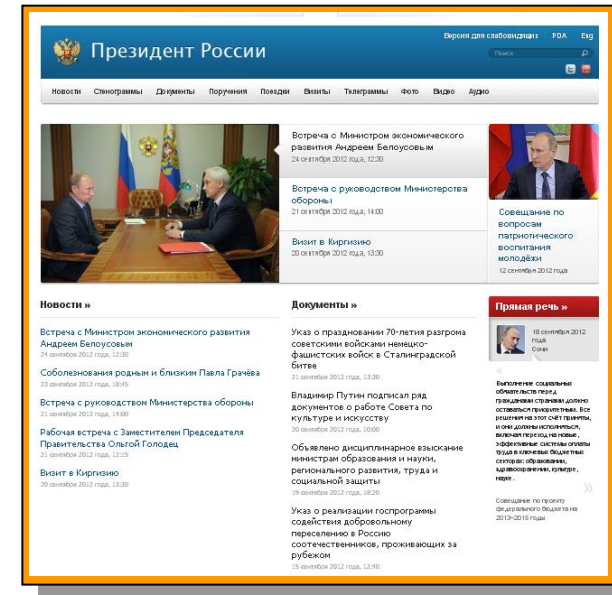 Версия для слабовидящих PDA Eng
Президент России
Поиск
Новости Стенограммы Документы Поручения Поездки Визиты Телеграммы Фото Видео Аудио
Встреча с Министром экономического
развития Андреем Белоусовым
24 сентября 2012 года, 12:30
Встреча с руководством Министерства
обороны
21 сентября 2012 года, 14:00
Визит в Киргизию
20 сентября 2012 года, 13:30
Совещание по
вопросам
патриотического
воспитания
молодёжи
12 сентября 2012 года
Новости »
Встреча с Министром экономического развития
Андреем Белоусовым
24 сентября 2012 года, 12:30
Соболезнования родным и близким Павла Грачёва
23 сентября 2012 года, 18:45
Встреча с руководством Министерства обороны
21 сентября 2012 года, 14:00
Рабочая встреча с Заместителем Председателя
Правительства Ольгой Голодец
21 сентября 2012 года, 12:15
Визит в Киргизию
20 сентября 2012 года, 13:30
Документы »
Указ о праздновании 70-летия разгрома
советскими войсками немецко-
фашистских войск в Сталинградской
битве
21 сентября 2012 года, 13:30
Владимир Путин подписал ряд
документов о работе Совета по
культуре и искусству
20 сентября 2012 года, 10:00
Объявлено дисциплинарное взыскание
министрам образования и науки,
регионального развития, труда и
социальной защиты
19 сентября 2012 года, 18:20
Указ о реализации госпрограммы
содействия добровольному
переселению в Россию
соотечественников, проживающих за
рубежом
15 сентября 2012 года, 12:40
Прямая речь »
18 сентября 2012
года
Сочи
Выполнение социальных
обязательств перед
гражданами страны должно
оставаться приоритетным. Все
решения на этот счёт приняты,
и они должны исполняться,
включая переход на новые,
эффективные системы оплаты
труда в ключевых бюджетных
секторах: образовании,
здравоохранении, культуре,
науке.
Совещание по проекту
федерального бюджета на
2013–2015 годы